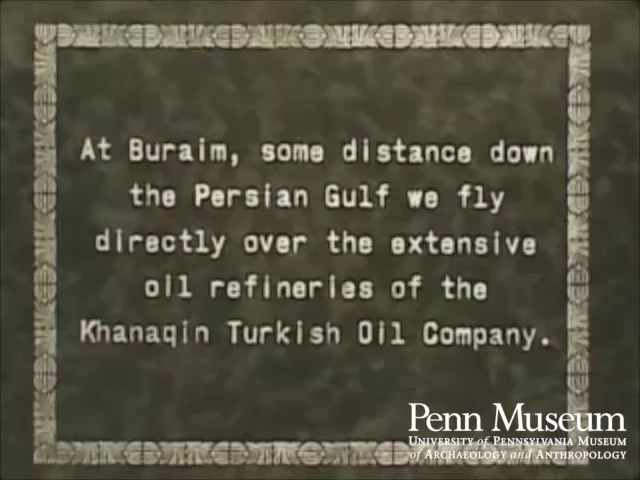 At Buraim, some distance down
the Persian Gulf we fly
directly over the extensive
oil refineries of the
Khanaqin Turkish Oil Company.
Penn Museum
UNIVERSITY of PENNSYLVANIA MUSEUM
of ARCHAEOLOGY and ANTHROPOLOGY